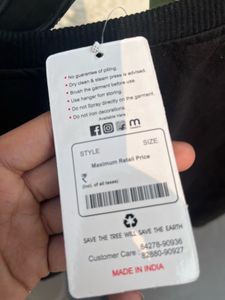 • No guarantee of pilling.
• Dry clean & steam press is advised.
• Brush the garment before use.
• Use hanger forr storing.
• Do not Spray directly on the garment.
• Do not iron decorations.
Available Here
f
m
STYLE SIZE
Maximum Retail Price
₹
(incl. of all taxes)
SAVE THE TREE WILL SAVE THE EARTH
Customer Care : 84278-90936
: 82880-90927
MADE IN INDIA